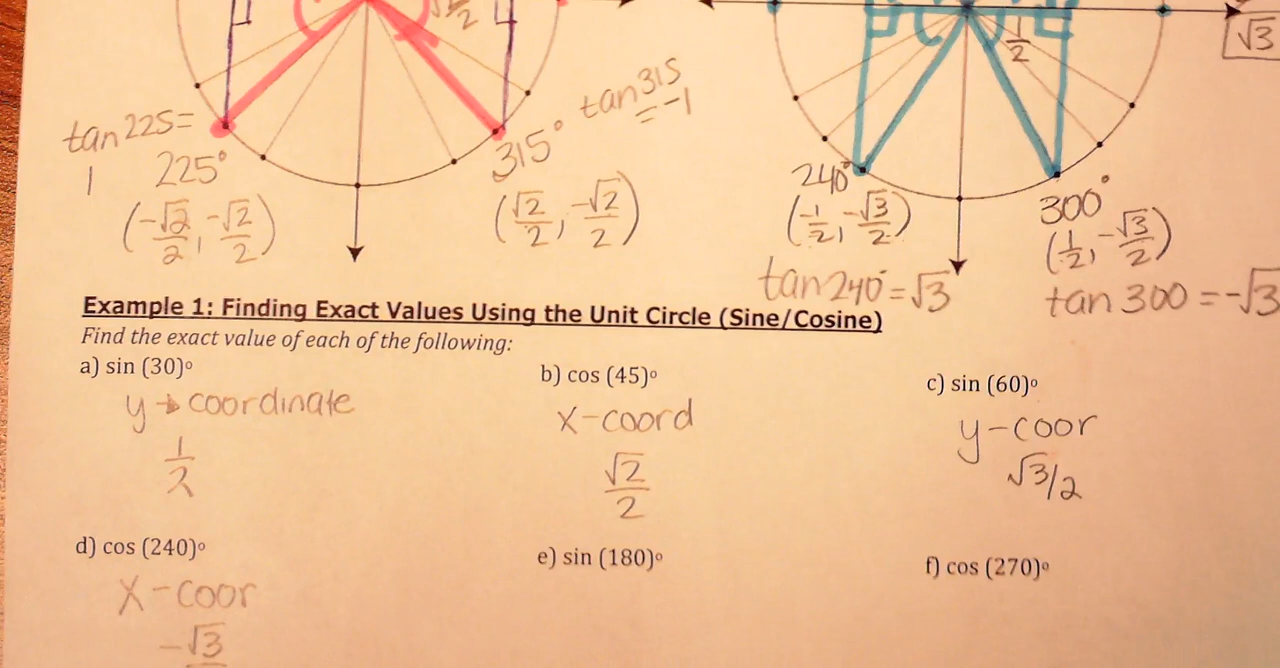 1/2
√3
tan 225=
1
225°
(-√2/2, -√2/2)
tan 315
= -1
315°
(√2/2, -√2/2)
240°
(-1/2, -√3/2)
tan 240° = √3
300°
(1/2, -√3/2)
tan 300 = -√3
Example 1: Finding Exact Values Using the Unit Circle (Sine/Cosine)
Find the exact value of each of the following:
a) sin (30)°
b) cos (45)°
c) sin (60)°
y → coordinate
x-coord
y-coor
1/2
√2/2
√3/2
d) cos (240)°
e) sin (180)°
f) cos (270)°
x-coor
-√3